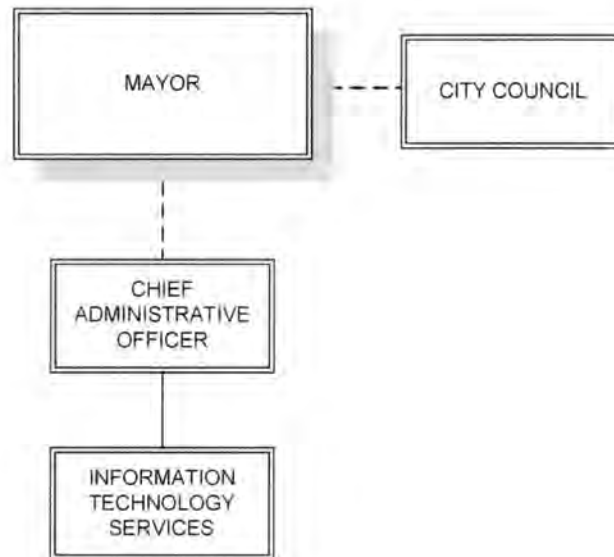 MAYOR
CITY COUNCIL
CHIEF
ADMINISTRATIVE
OFFICER
INFORMATION
TECHNOLOGY
SERVICES